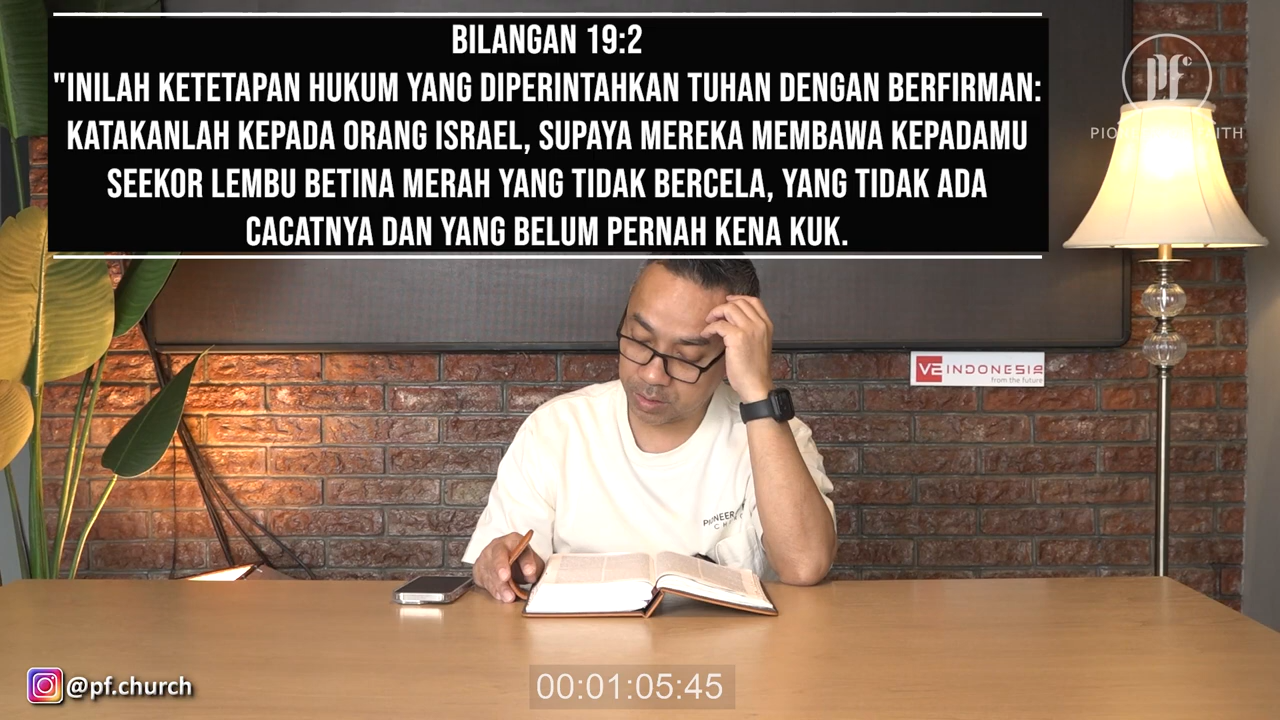 BILANGAN 19:2
"INILAH KETETAPAN HUKUM YANG DIPERINTAHKAN TUHAN DENGAN BERFIRMAN:
KATAKANLAH KEPADA ORANG ISRAEL, SUPAYA MEREKA MEMBAWA KEPADAMU
SEEKOR LEMBU BETINA MERAH YANG TIDAK BERCELA, YANG TIDAK ADA
CACATNYA DAN YANG BELUM PERNAH KENA KUK.
pf
VE INDONESIA
from the future
@pf.church
00:01:05:45